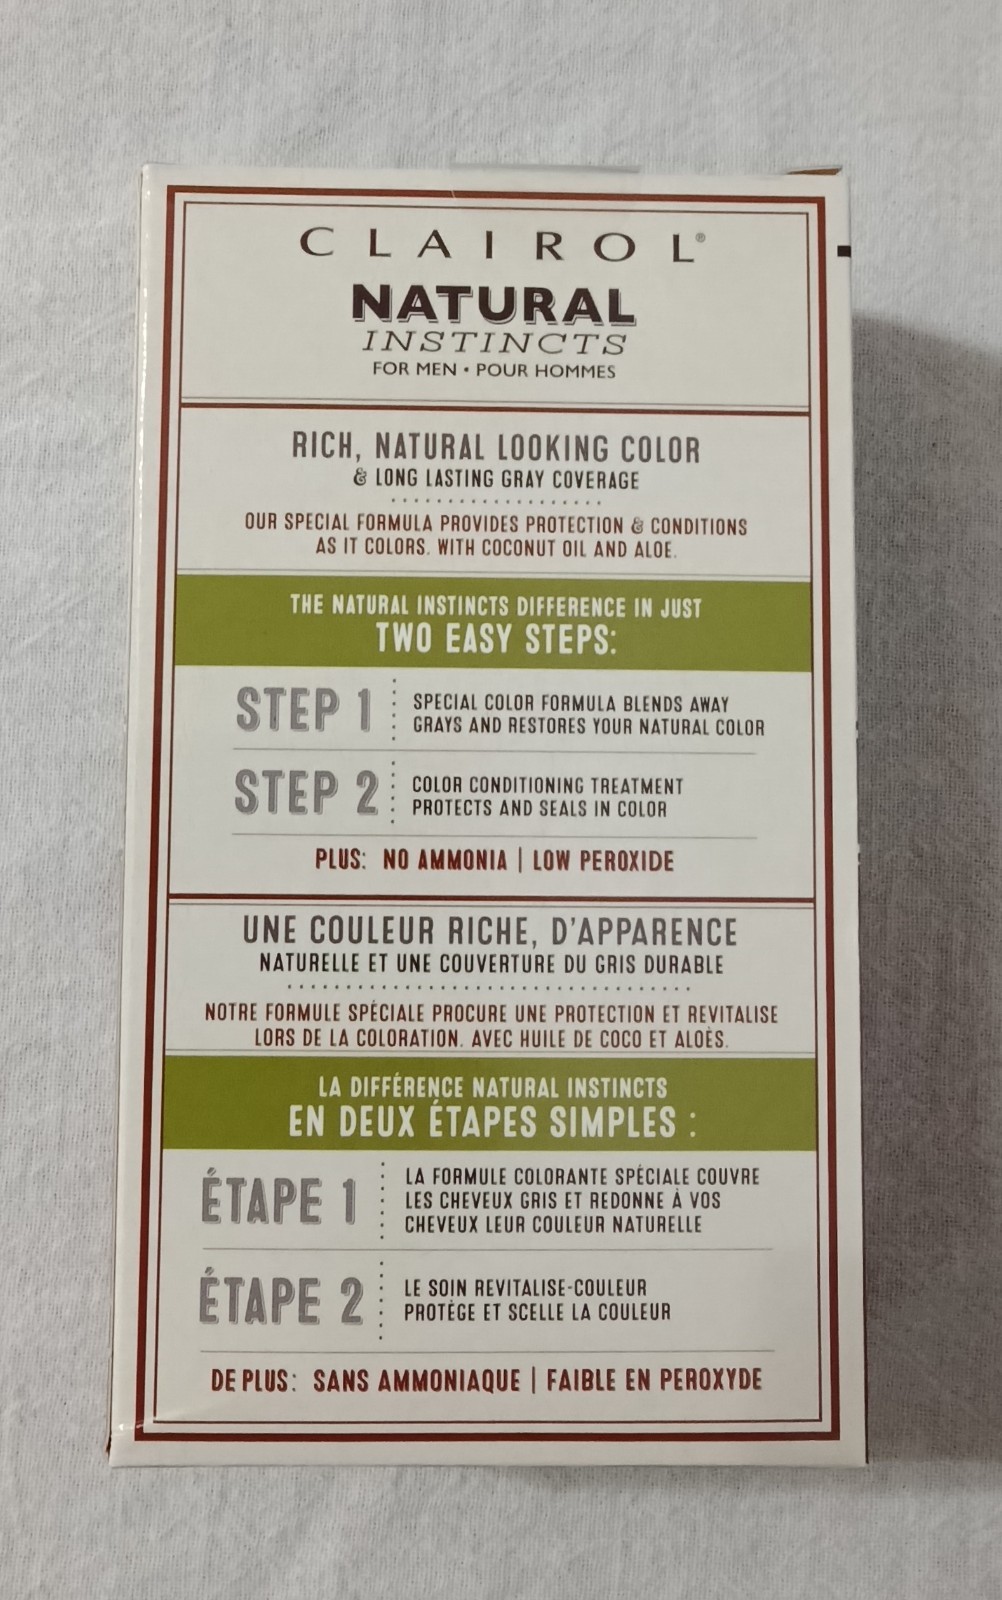 CLAIROL®
NATURAL
INSTINCTS
FOR MEN • POUR HOMMES
RICH, NATURAL LOOKING COLOR
& LONG LASTING GRAY COVERAGE
OUR SPECIAL FORMULA PROVIDES PROTECTION & CONDITIONS
AS IT COLORS. WITH COCONUT OIL AND ALOE.
THE NATURAL INSTINCTS DIFFERENCE IN JUST
TWO EASY STEPS:
STEP 1
SPECIAL COLOR FORMULA BLENDS AWAY
GRAYS AND RESTORES YOUR NATURAL COLOR
STEP 2
COLOR CONDITIONING TREATMENT
PROTECTS AND SEALS IN COLOR
PLUS: NO AMMONIA | LOW PEROXIDE
UNE COULEUR RICHE, D'APPARENCE
NATURELLE ET UNE COUVERTURE DU GRIS DURABLE
NOTRE FORMULE SPÉCIALE PROCURE UNE PROTECTION ET REVITALISE
LORS DE LA COLORATION. AVEC HUILE DE COCO ET ALOÈS.
LA DIFFÉRENCE NATURAL INSTINCTS
EN DEUX ÉTAPES SIMPLES :
ÉTAPE 1
LA FORMULE COLORANTE SPÉCIALE COUVRE
LES CHEVEUX GRIS ET REDONNE À VOS
CHEVEUX LEUR COULEUR NATURELLE
ÉTAPE 2
LE SOIN REVITALISE-COULEUR
PROTÈGE ET SCELLE LA COULEUR
DE PLUS: SANS AMMONIAQUE | FAIBLE EN PEROXYDE